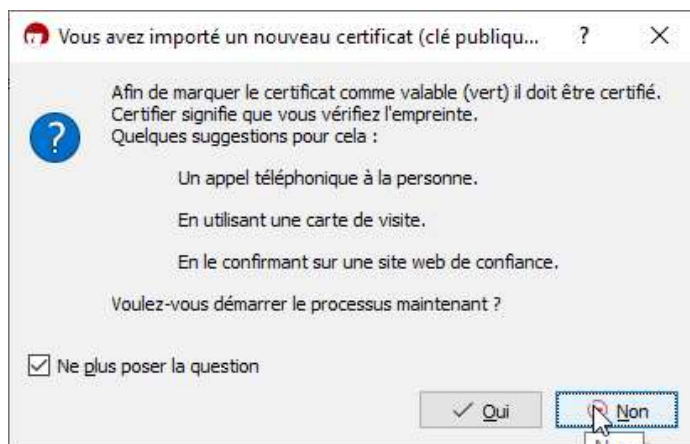 Vous avez importé un nouveau certificat (clé publiqu...
Afin de marquer le certificat comme valable (vert) il doit être certifié.
Certifier signifie que vous vérifiez l'empreinte.
Quelques suggestions pour cela :
Un appel téléphonique à la personne.
En utilisant une carte de visite.
En le confirmant sur une site web de confiance.
Voulez-vous démarrer le processus maintenant ?
Ne plus poser la question
Oui
Non